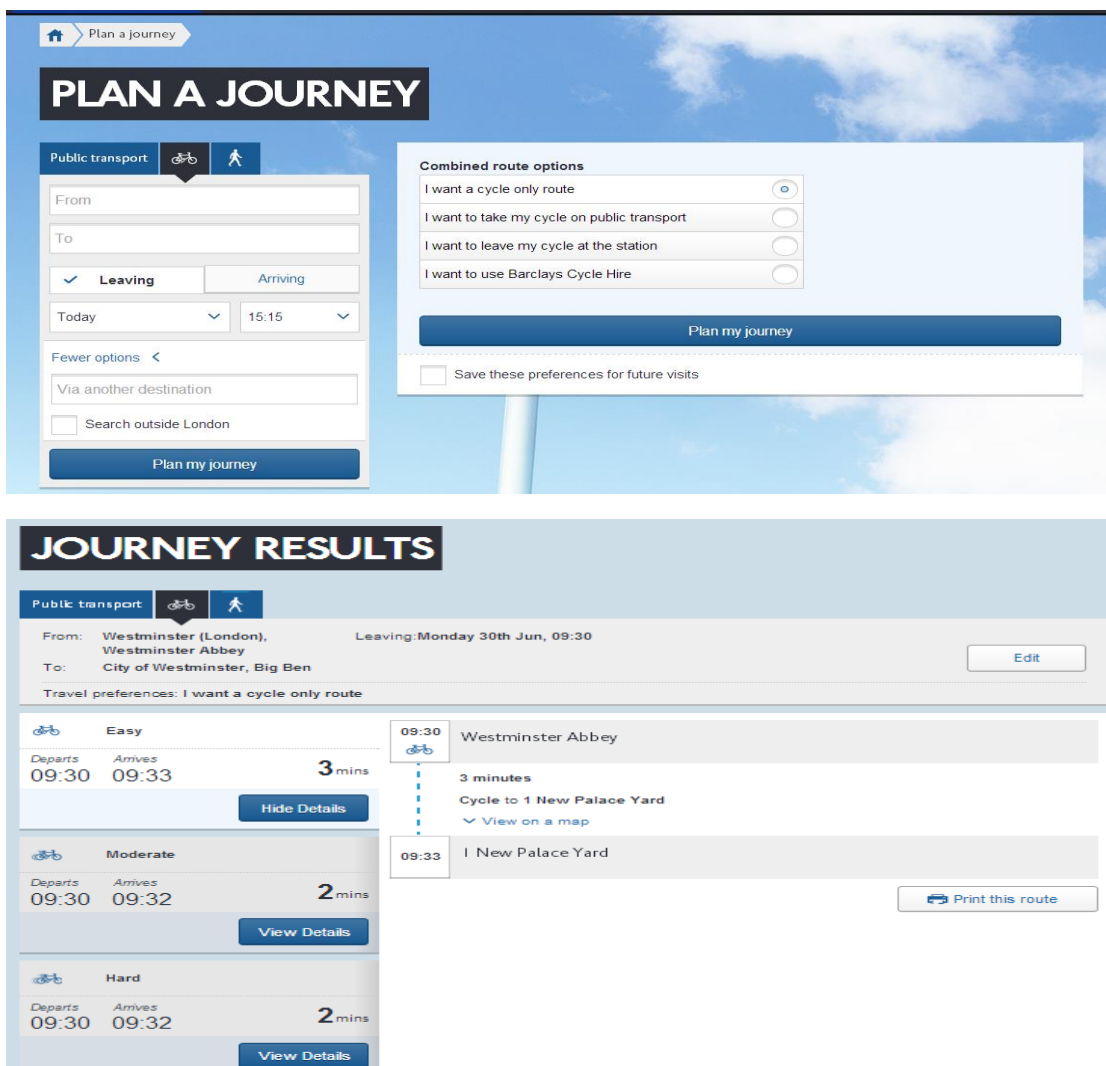 Plan a journey
PLAN A JOURNEY
Public transport
From
To
Leaving
Arriving
Today
15:15
Fewer options
Via another destination
Search outside London
Plan my journey
Combined route options
I want a cycle only route
I want to take my cycle on public transport
I want to leave my cycle at the station
I want to use Barclays Cycle Hire
Plan my journey
Save these preferences for future visits
JOURNEY RESULTS
Public transport
From: Westminster (London), Westminster Abbey
To: City of Westminster, Big Ben
Leaving:Monday 30th Jun, 09:30
Edit
Travel preferences: I want a cycle only route
Easy
Departs Arrives
09:30 09:33 3 mins
Hide Details
Moderate
Departs Arrives
09:30 09:32 2 mins
View Details
Hard
Departs Arrives
09:30 09:32 2 mins
View Details
09:30 Westminster Abbey
3 minutes
Cycle to 1 New Palace Yard
View on a map
09:33 1 New Palace Yard
Print this route